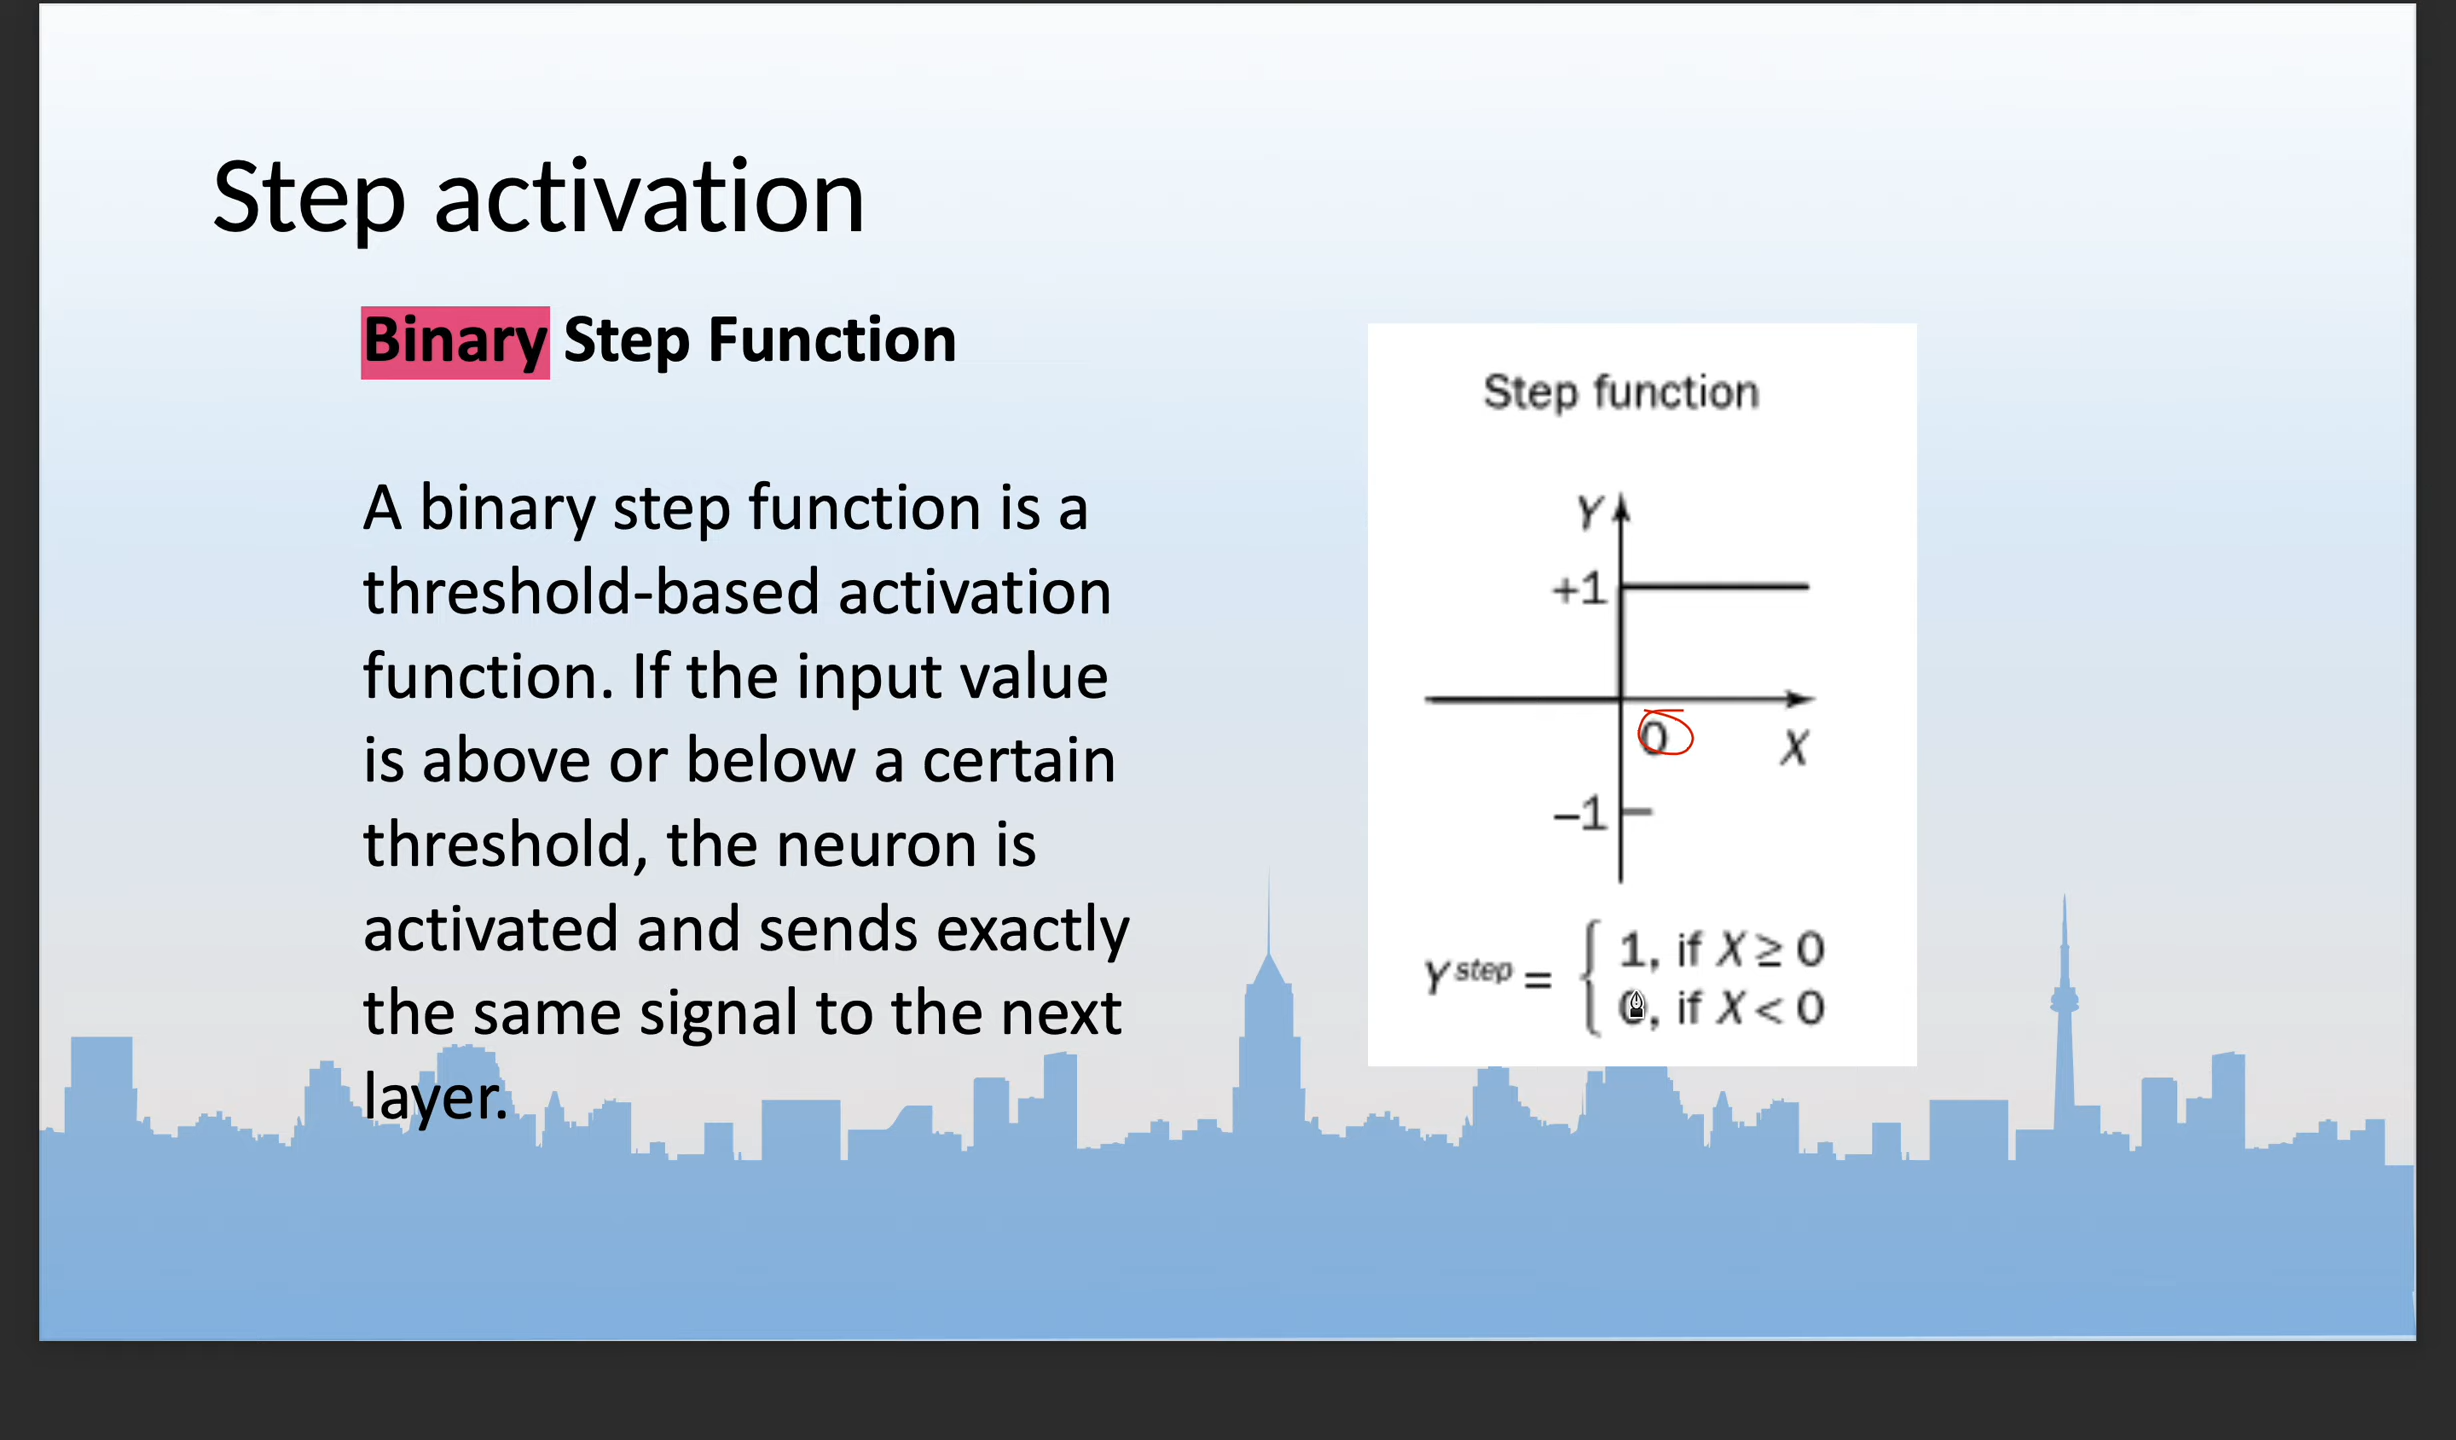 Step activation
Binary Step Function
A binary step function is a
threshold-based activation
function. If the input value
is above or below a certain
threshold, the neuron is
activated and sends exactly
the same signal to the next
layer.
Step function
Y
+1
0
X
−1
Y step = { 1, if X ≥ 0
0, if X < 0